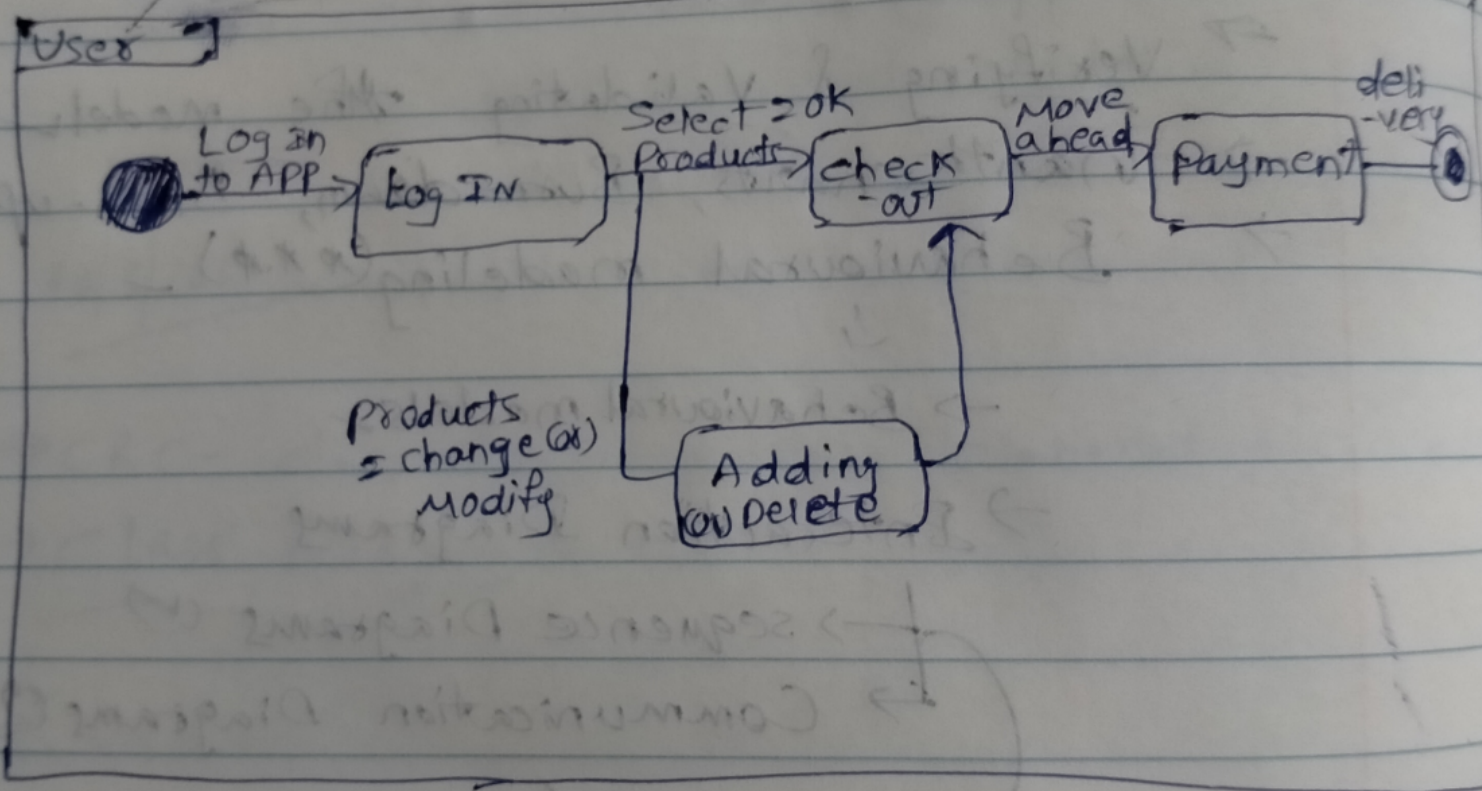 User
Log in
to APP
Log IN
Select = OK
Products
check
-out
Move
ahead
Payment
deli
-very
Products
= change (or)
Modify
Adding
(or) Delete